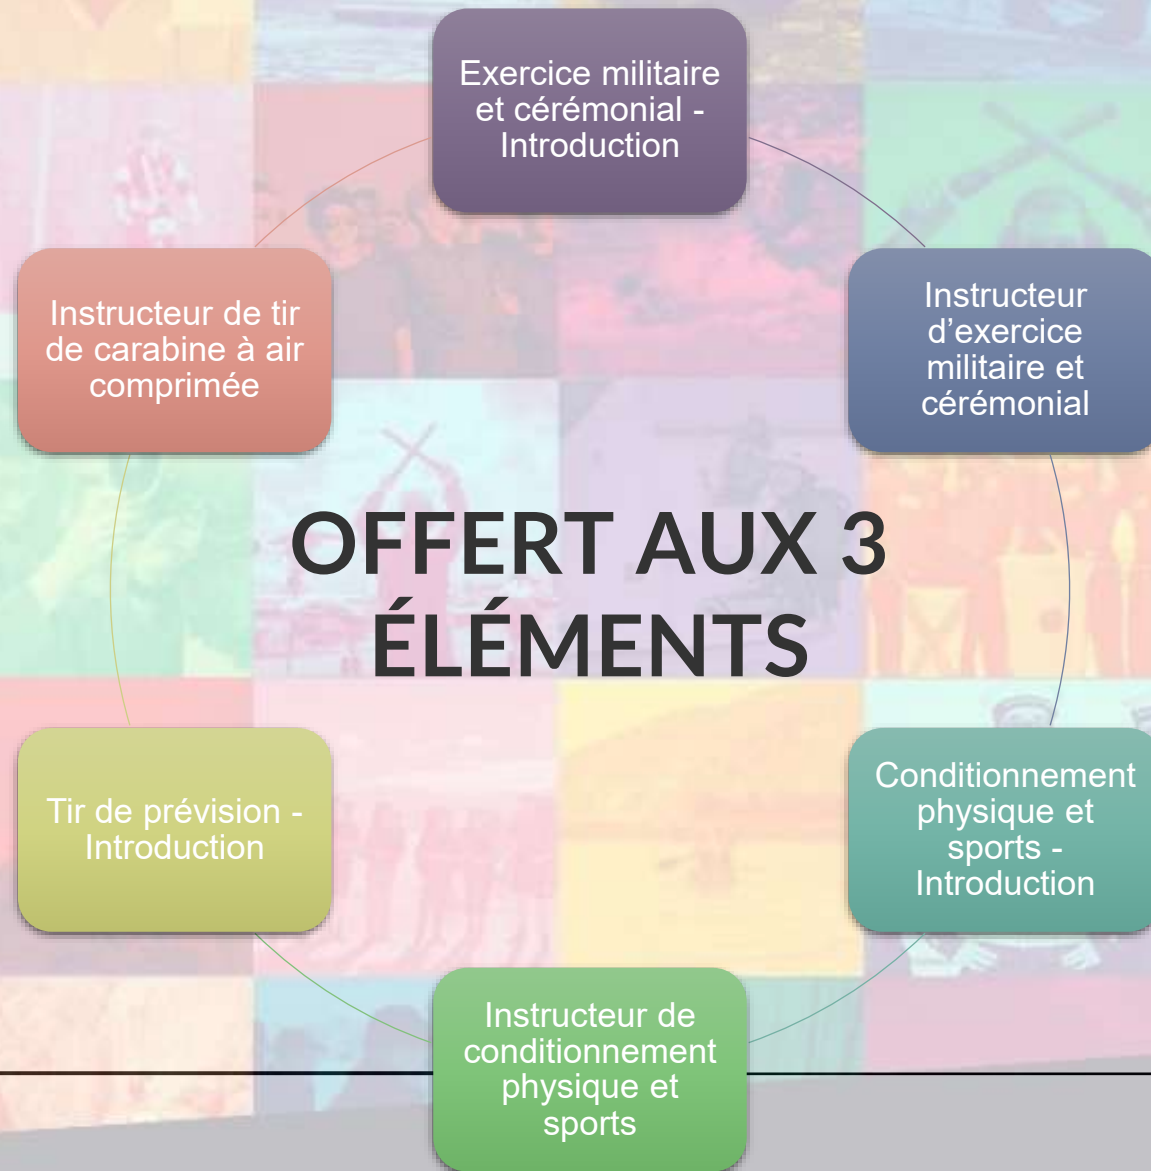 Exercice militaire
et cérémonial -
Introduction
Instructeur
d’exercice
militaire et
cérémonial
Conditionnement
physique et
sports -
Introduction
Instructeur de
conditionnement
physique et
sports
Tir de prévision -
Introduction
Instructeur de tir
de carabine à air
comprimée
OFFERT AUX 3
ÉLÉMENTS